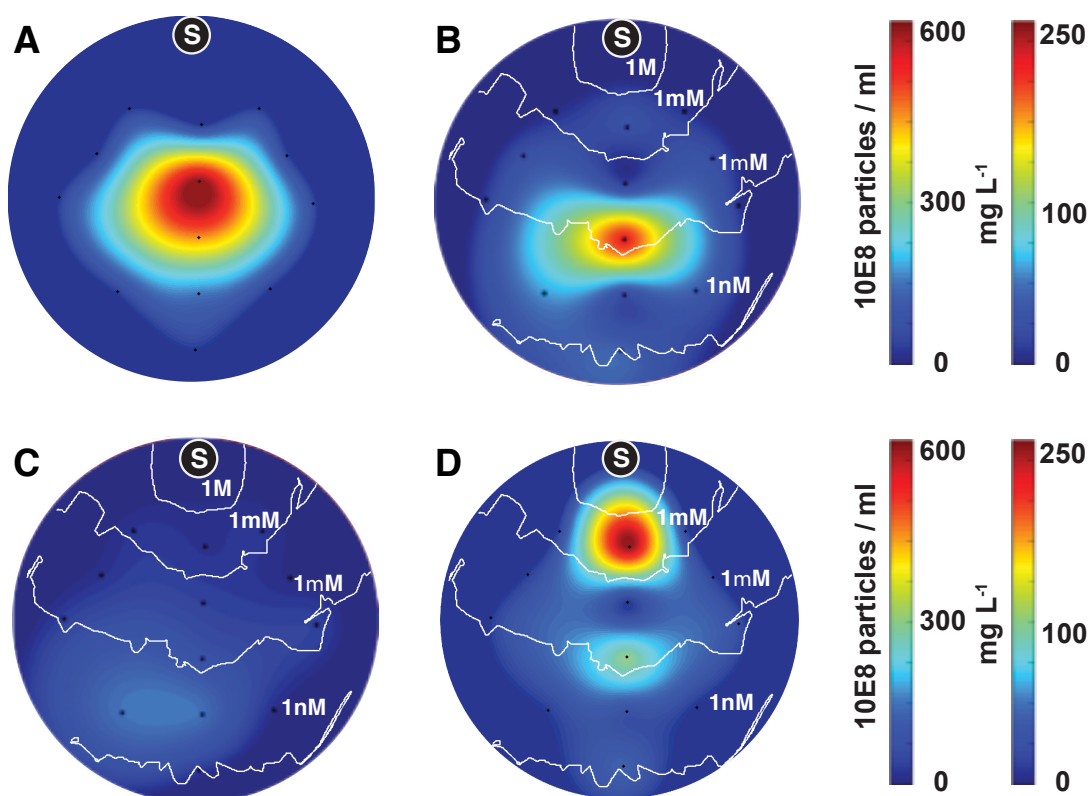 A
S
B
S
1M
1mM
1mM
1nM
10E8 particles / ml
600
300
0
mg L-1
250
100
0
C
S
1M
1mM
1mM
1nM
D
S
1mM
1mM
1nM
10E8 particles / ml
600
300
0
mg L-1
250
100
0